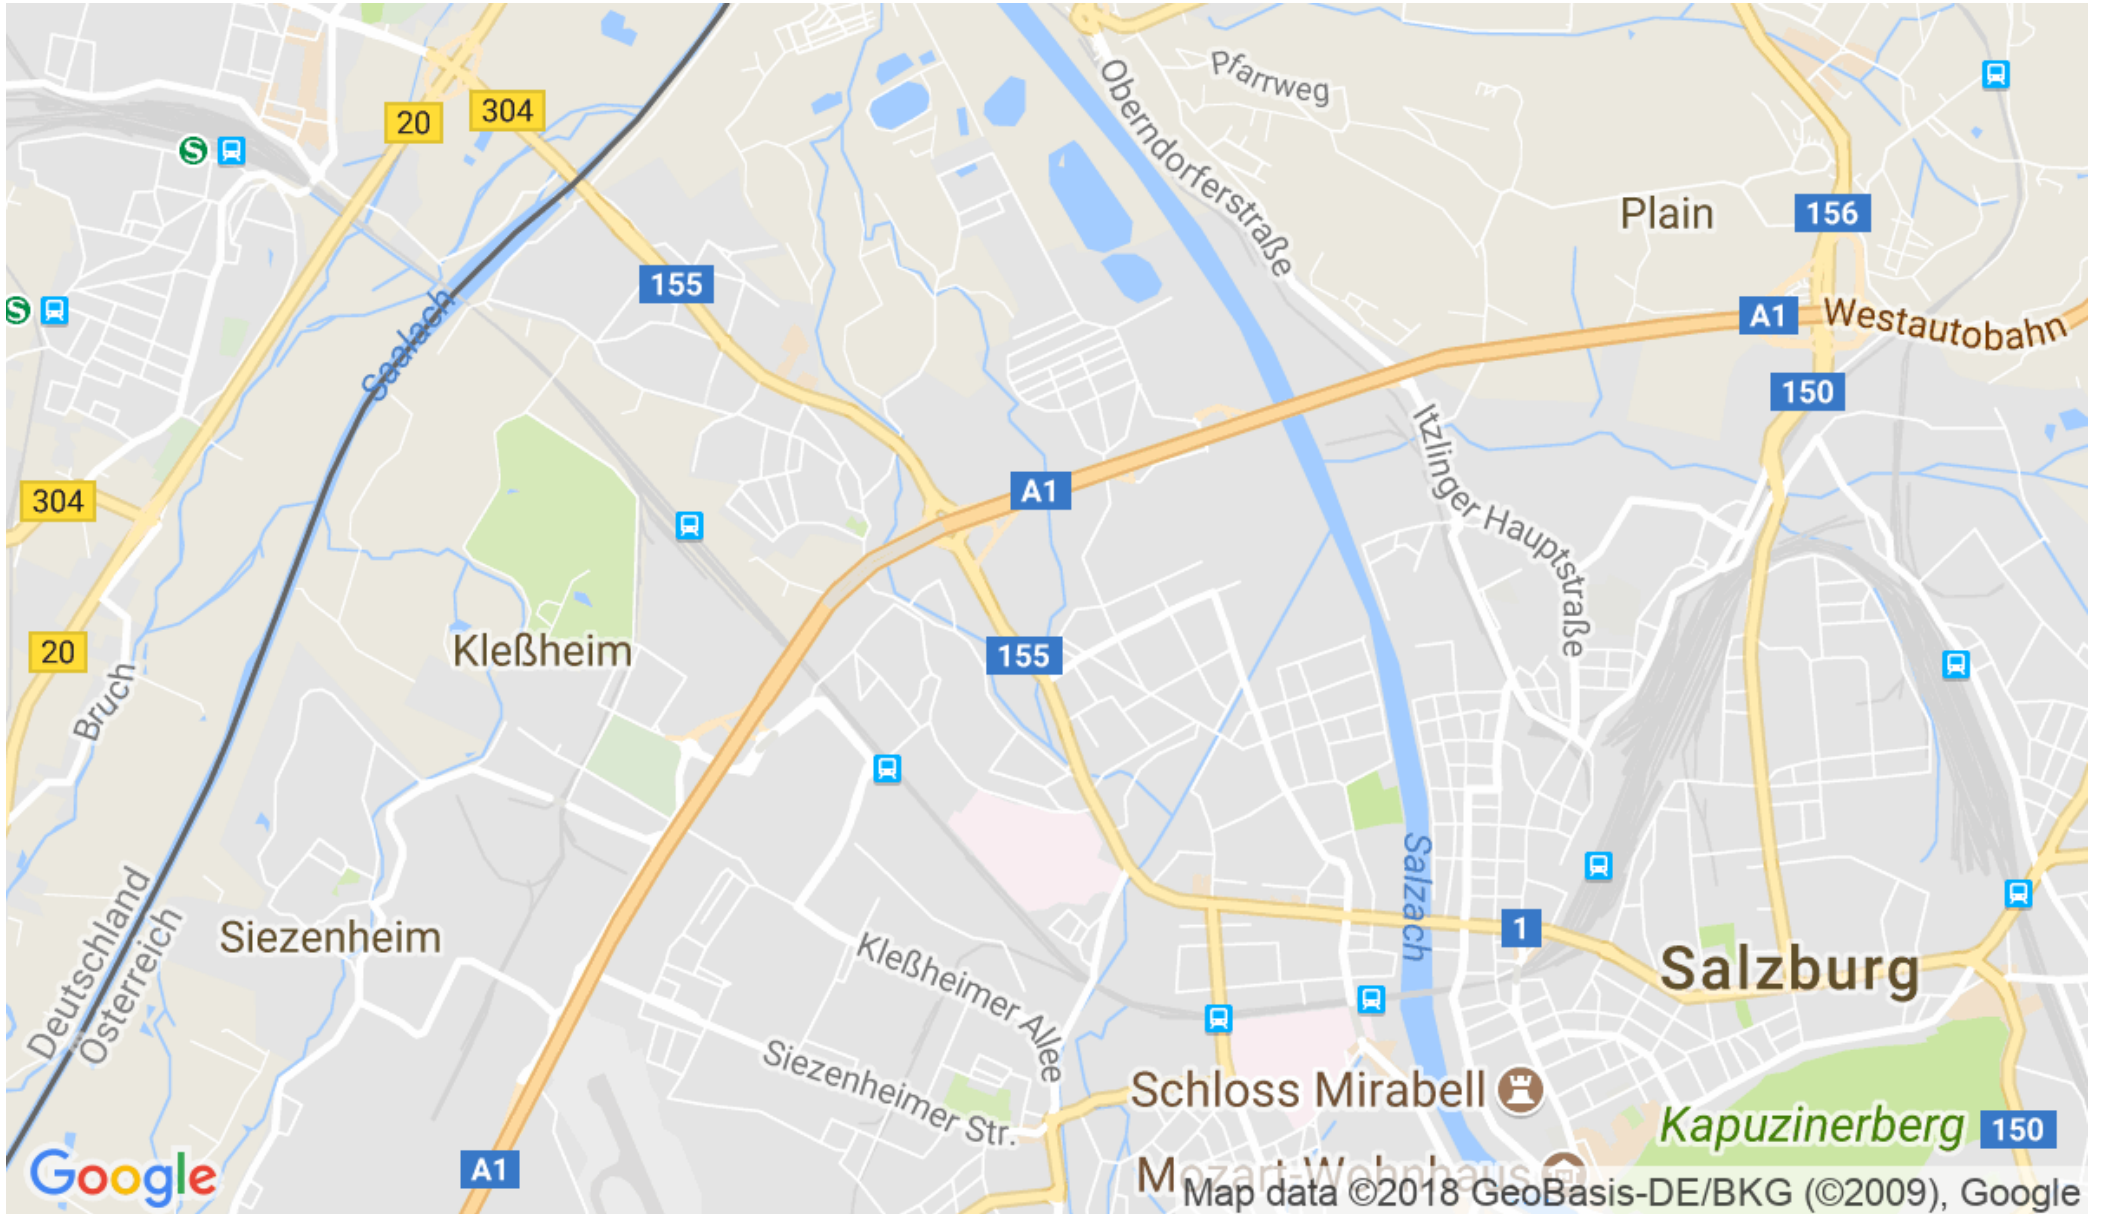 Pfarrweg
Oberndorferstraße
20
304
S
155
Plain
156
S
Saalach
A1
Westautobahn
150
Itzlinger Hauptstraße
304
A1
20
Kleßheim
155
Bruch
Salzach
Deutschland
Österreich
Siezenheim
Kleßheimer Allee
1
Salzburg
Siezenheimer Str.
Schloss Mirabell
Kapuzinerberg
150
A1
Mozart-Wohnhaus
Google
Map data ©2018 GeoBasis-DE/BKG (©2009), Google